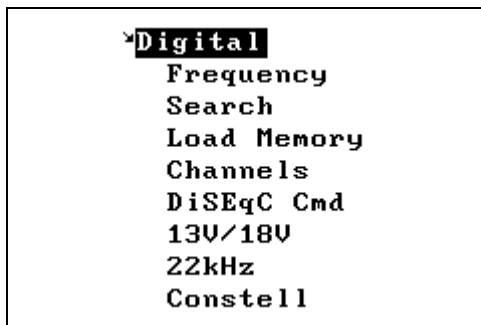 Digital
Frequency
Search
Load Memory
Channels
DiSEqC Cmd
13V/18V
22kHz
Constell